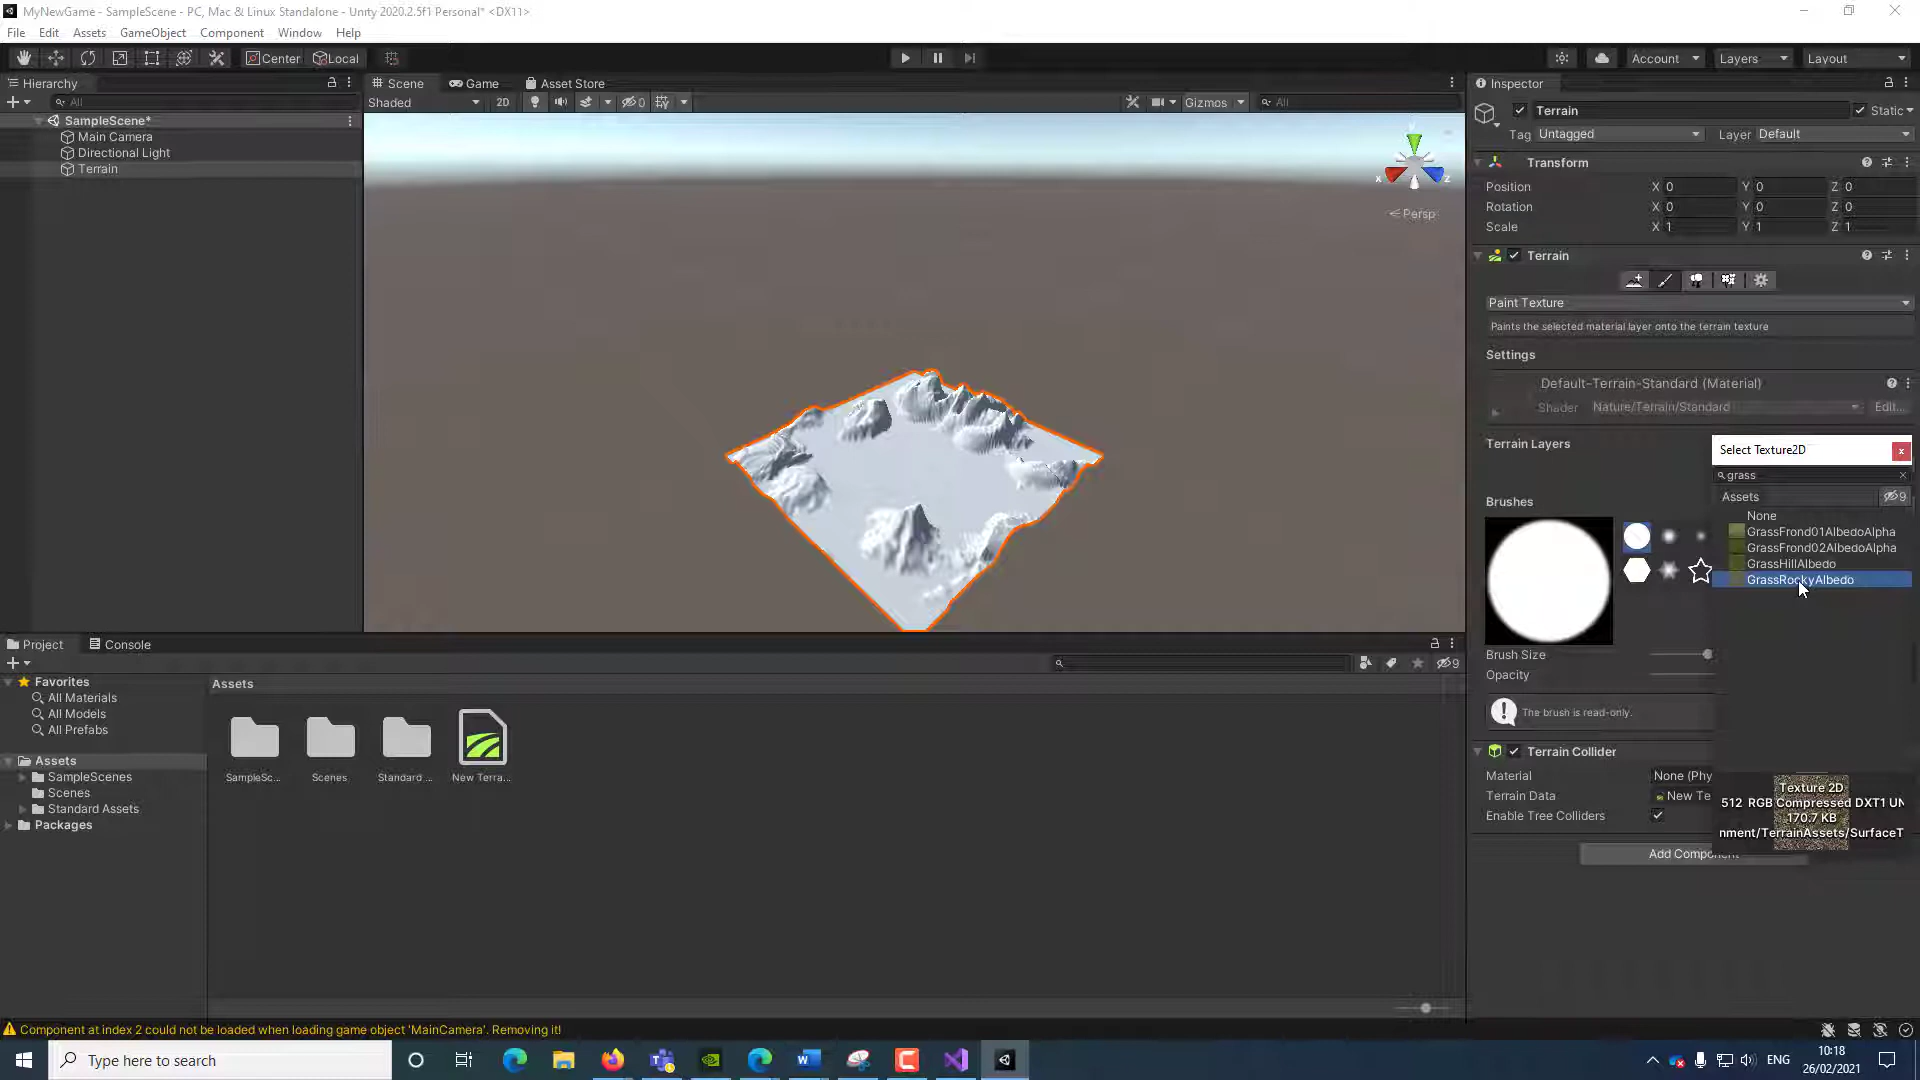 MyNewGame - SampleScene - PC, Mac & Linux Standalone - Unity 2020.2.5f1 Personal* <DX11>
File Edit Assets GameObject Component Window Help
Center Local Account Layers Layout
Hierarchy Scene Game Asset Store Inspector
All Shaded 2D 0 Gizmos All
SampleScene*
Main Camera
Directional Light
Terrain
Persp
X Z
Terrain Static
Tag Untagged Layer Default
Transform
Position X 0 Y 0 Z 0
Rotation X 0 Y 0 Z 0
Scale X 1 Y 1 Z 1
Terrain
Paint Texture
Paints the selected material layer onto the terrain texture
Settings
Default-Terrain-Standard (Material)
Shader Nature/Terrain/Standard Edit...
Terrain Layers
Select Texture2D x
grass
Assets 9
None
GrassFrond01AlbedoAlpha
GrassFrond02AlbedoAlpha
GrassHillAlbedo
GrassRockyAlbedo
Brushes
Brush Size
Opacity
The brush is read-only.
Terrain Collider
Material None (Phy
Terrain Data New Te
Enable Tree Colliders
Texture 2D
512 RGB Compressed DXT1 UN
170.7 KB
nment/TerrainAssets/SurfaceT
Add Component
Project Console
9
Favorites
All Materials
All Models
All Prefabs
Assets
SampleScenes
Scenes
Standard Assets
Packages
Assets
SampleSc... Scenes Standard ... New Terra...
Component at index 2 could not be loaded when loading game object 'MainCamera'. Removing it!
Type here to search
ENG
10:18
26/02/2021